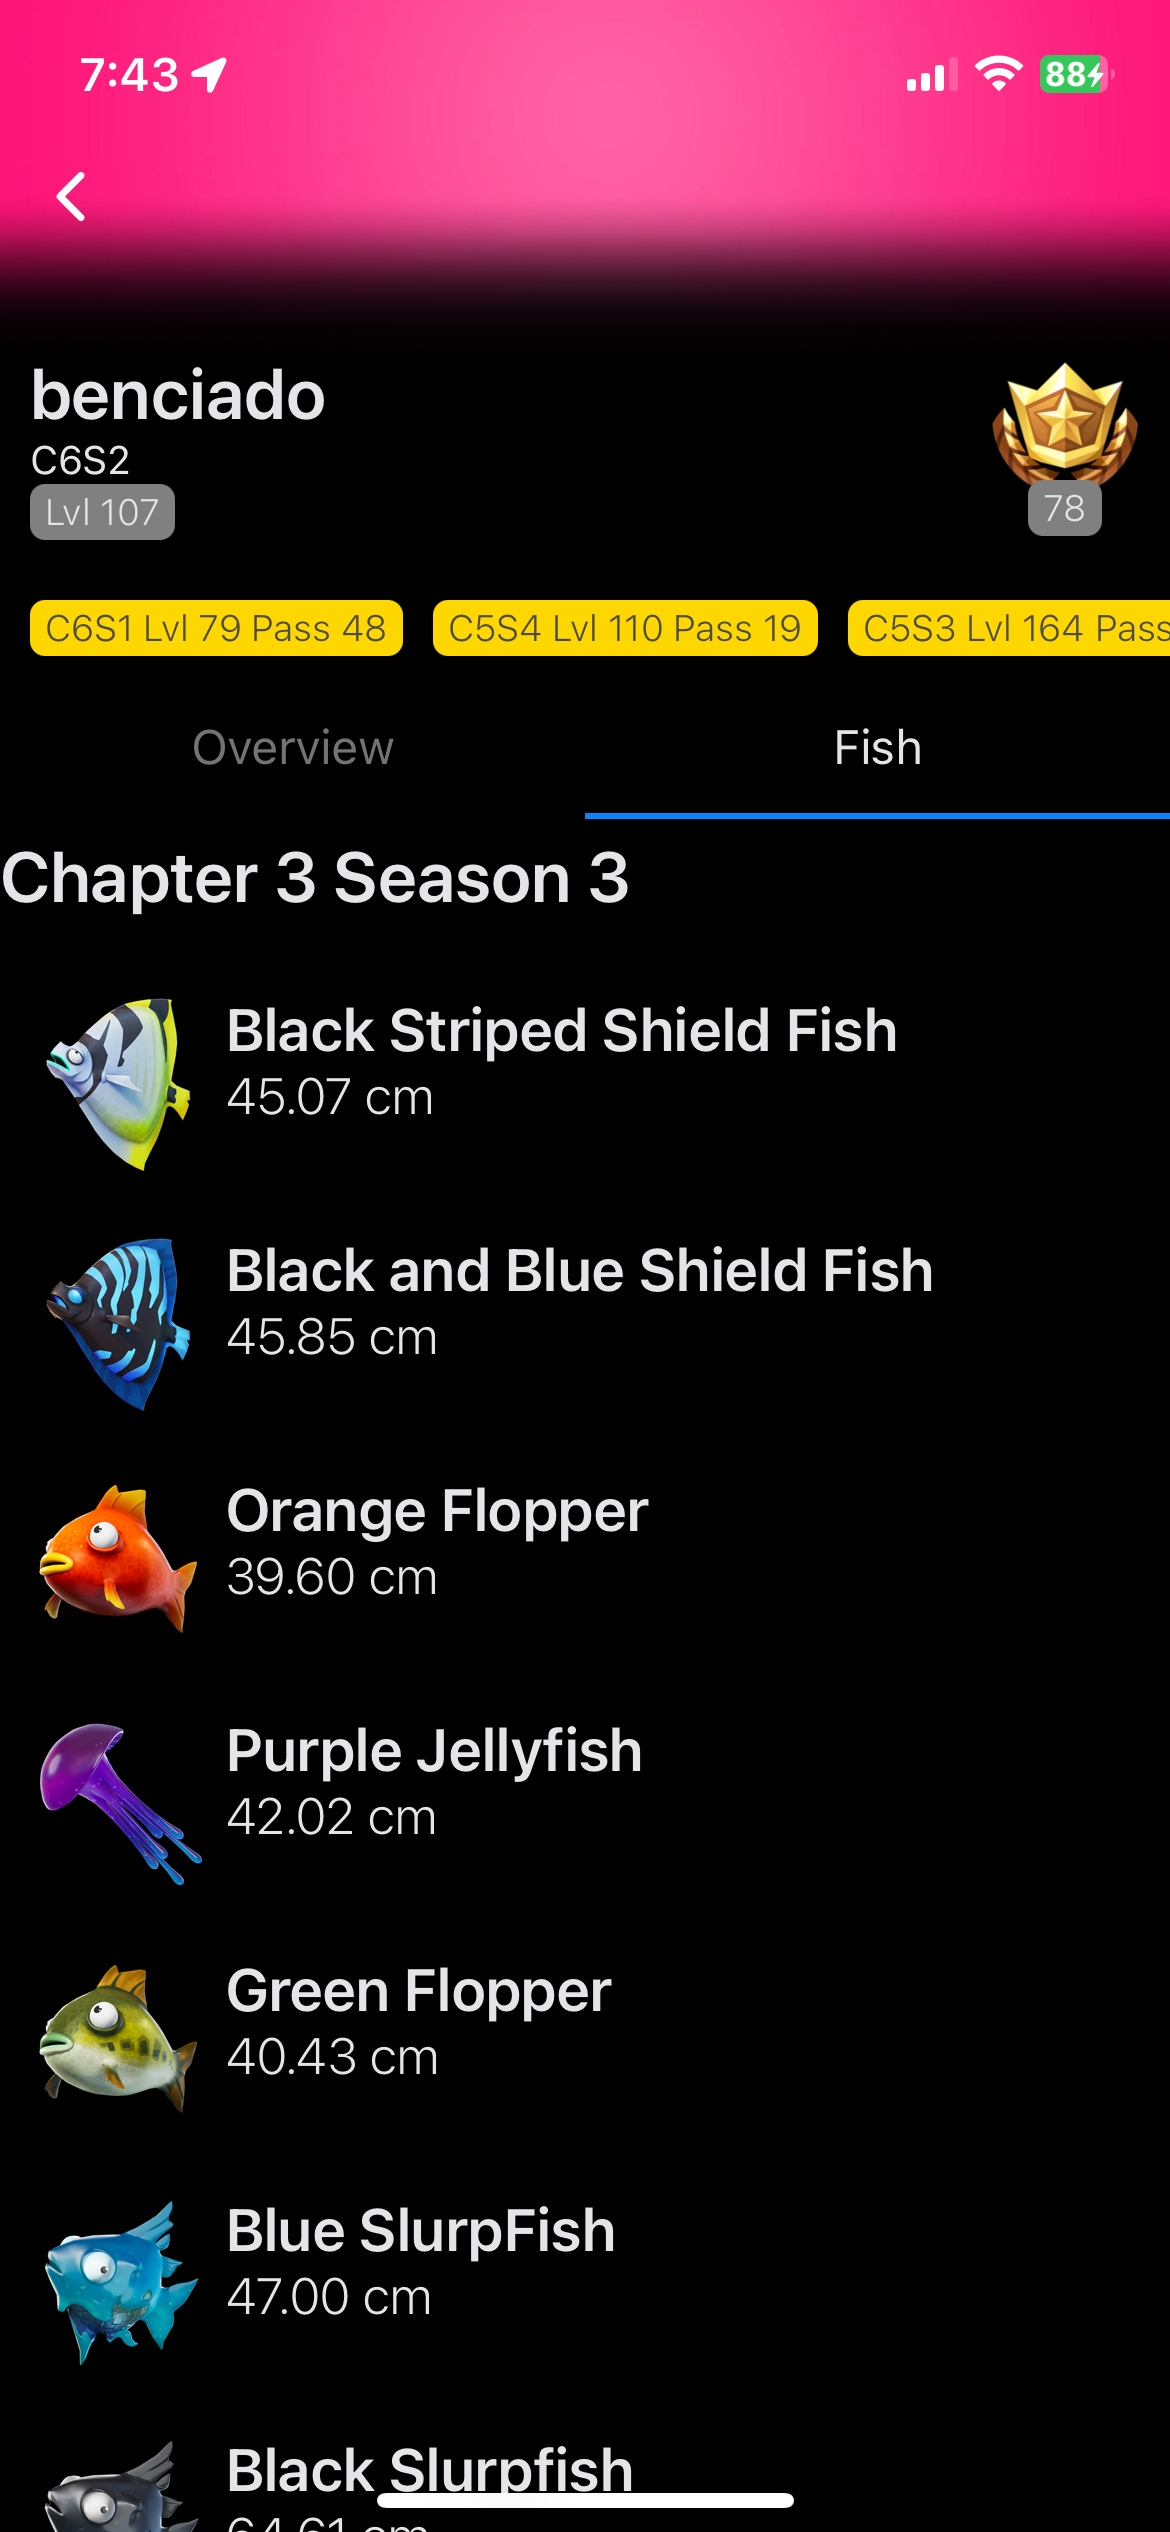 7:43
88
benciado
C6S2
Lvl 107
78
C6S1 Lvl 79 Pass 48
C5S4 Lvl 110 Pass 19
C5S3 Lvl 164 Pass
Overview
Fish
Chapter 3 Season 3
Black Striped Shield Fish
45.07 cm
Black and Blue Shield Fish
45.85 cm
Orange Flopper
39.60 cm
Purple Jellyfish
42.02 cm
Green Flopper
40.43 cm
Blue SlurpFish
47.00 cm
Black Slurpfish
64.61 cm